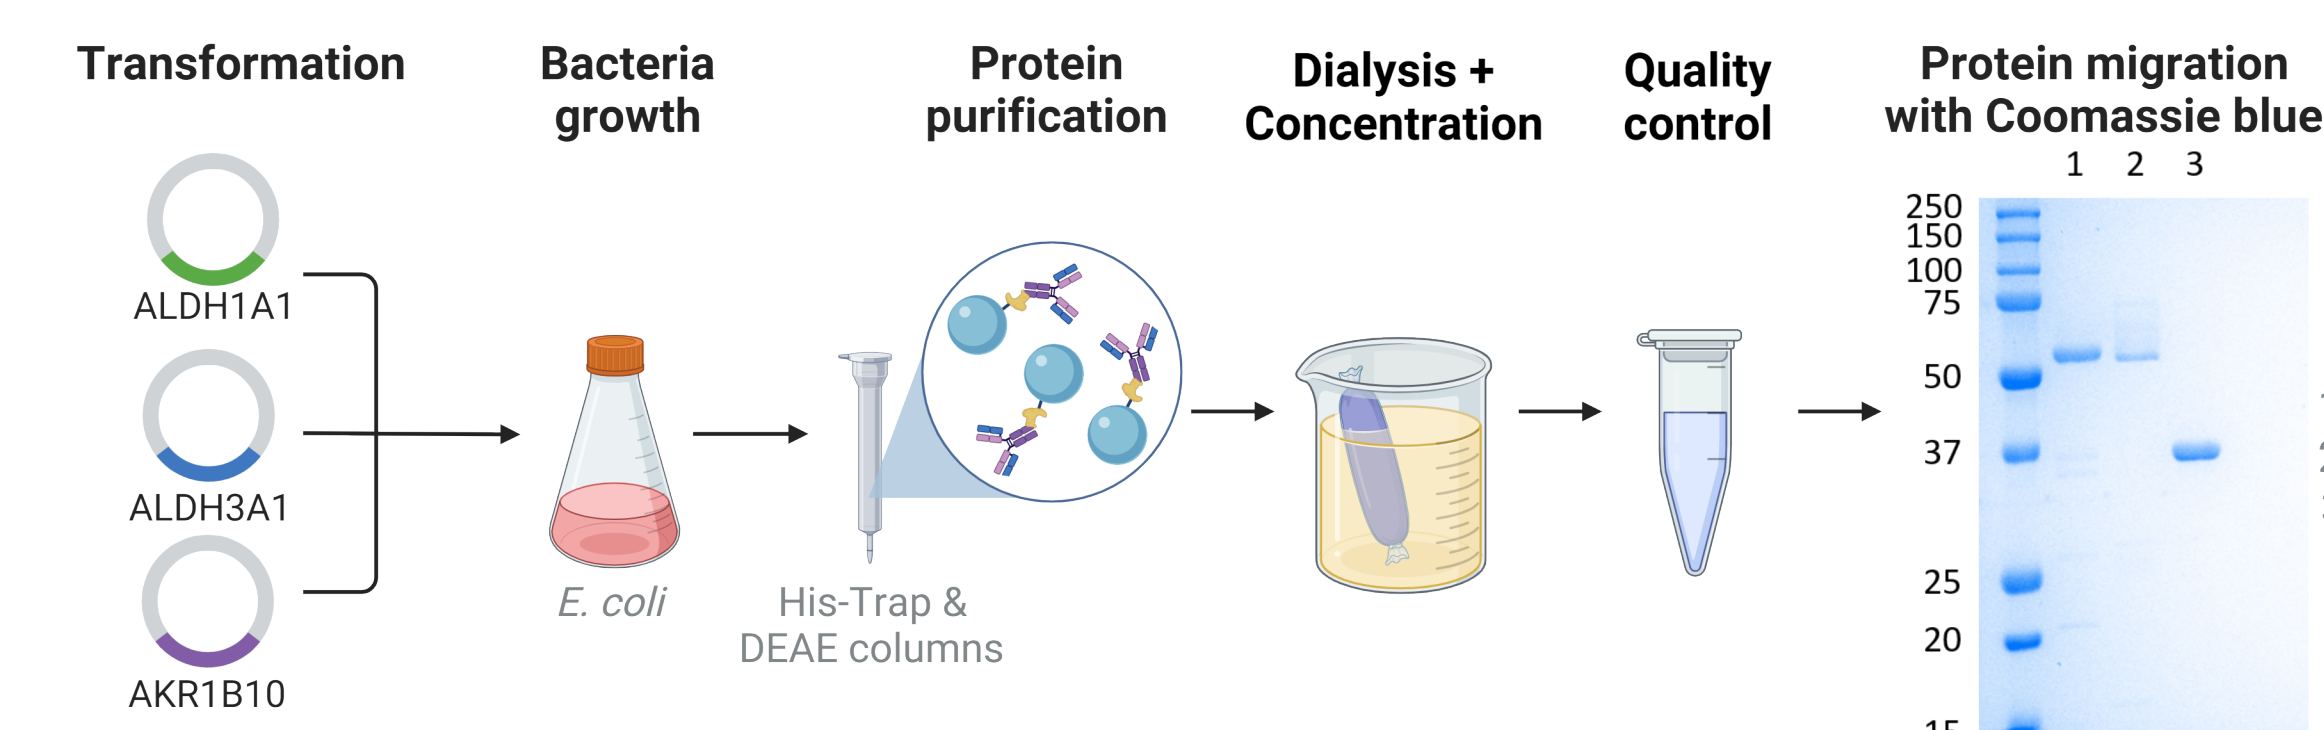 Transformation
Bacteria
growth
Protein
purification
Dialysis +
Concentration
Quality
control
Protein migration
with Coomassie blue
1 2 3
ALDH1A1
ALDH3A1
AKR1B10
E. coli
His-Trap &
DEAE columns
250
150
100
75
50
37
25
20
15